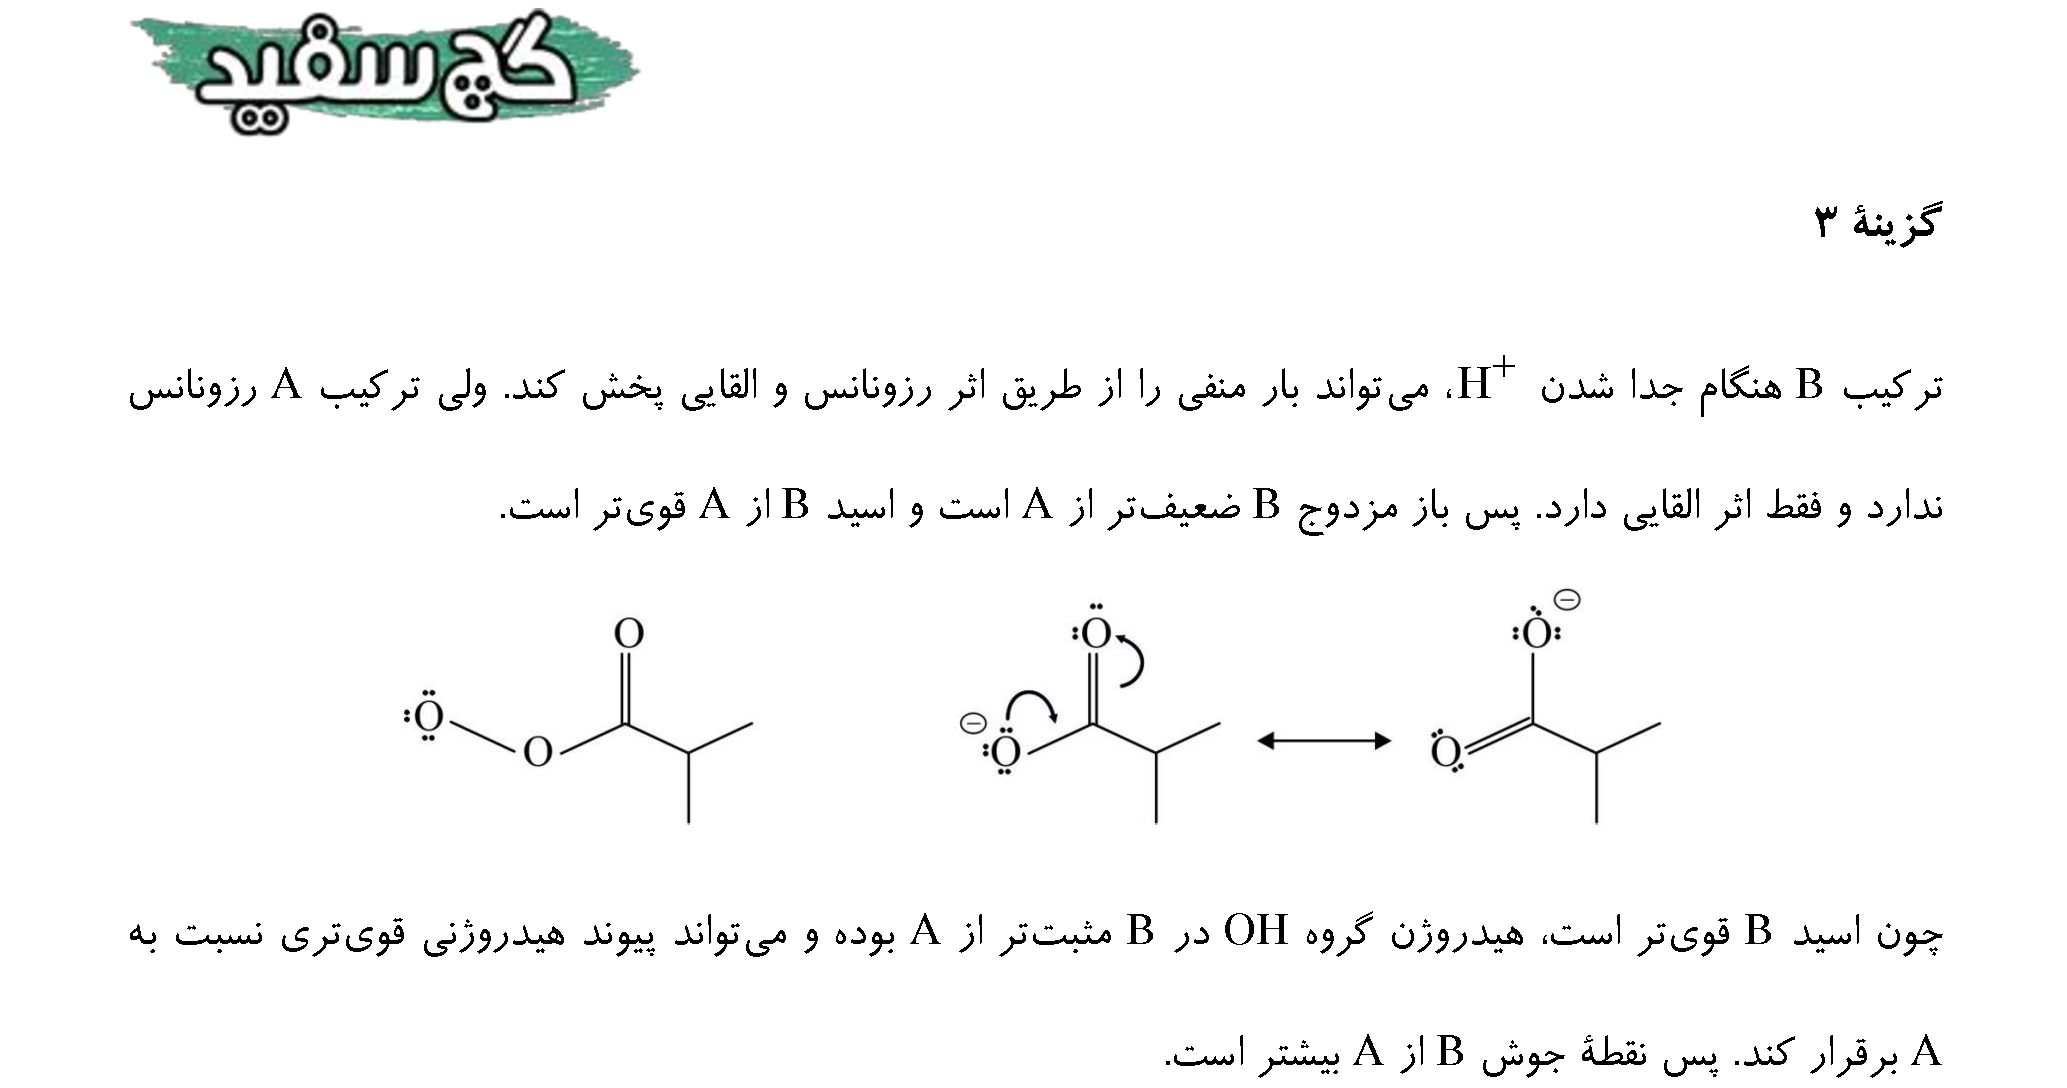 گچ سفید
گزینهٔ ۳
ترکیب B هنگام جدا شدن H⁺، می‌تواند بار منفی را از طریق اثر رزونانس و القایی پخش کند. ولی ترکیب A رزونانس
ندارد و فقط اثر القایی دارد. پس باز مزدوج B ضعیف‌تر از A است و اسید B از A قوی‌تر است.
O O O⊖
O O ⊖O O
چون اسید B قوی‌تر است، هیدروژن گروه OH در B مثبت‌تر از A بوده و می‌تواند پیوند هیدروژنی قوی‌تری نسبت به
A برقرار کند. پس نقطهٔ جوش B از A بیشتر است.